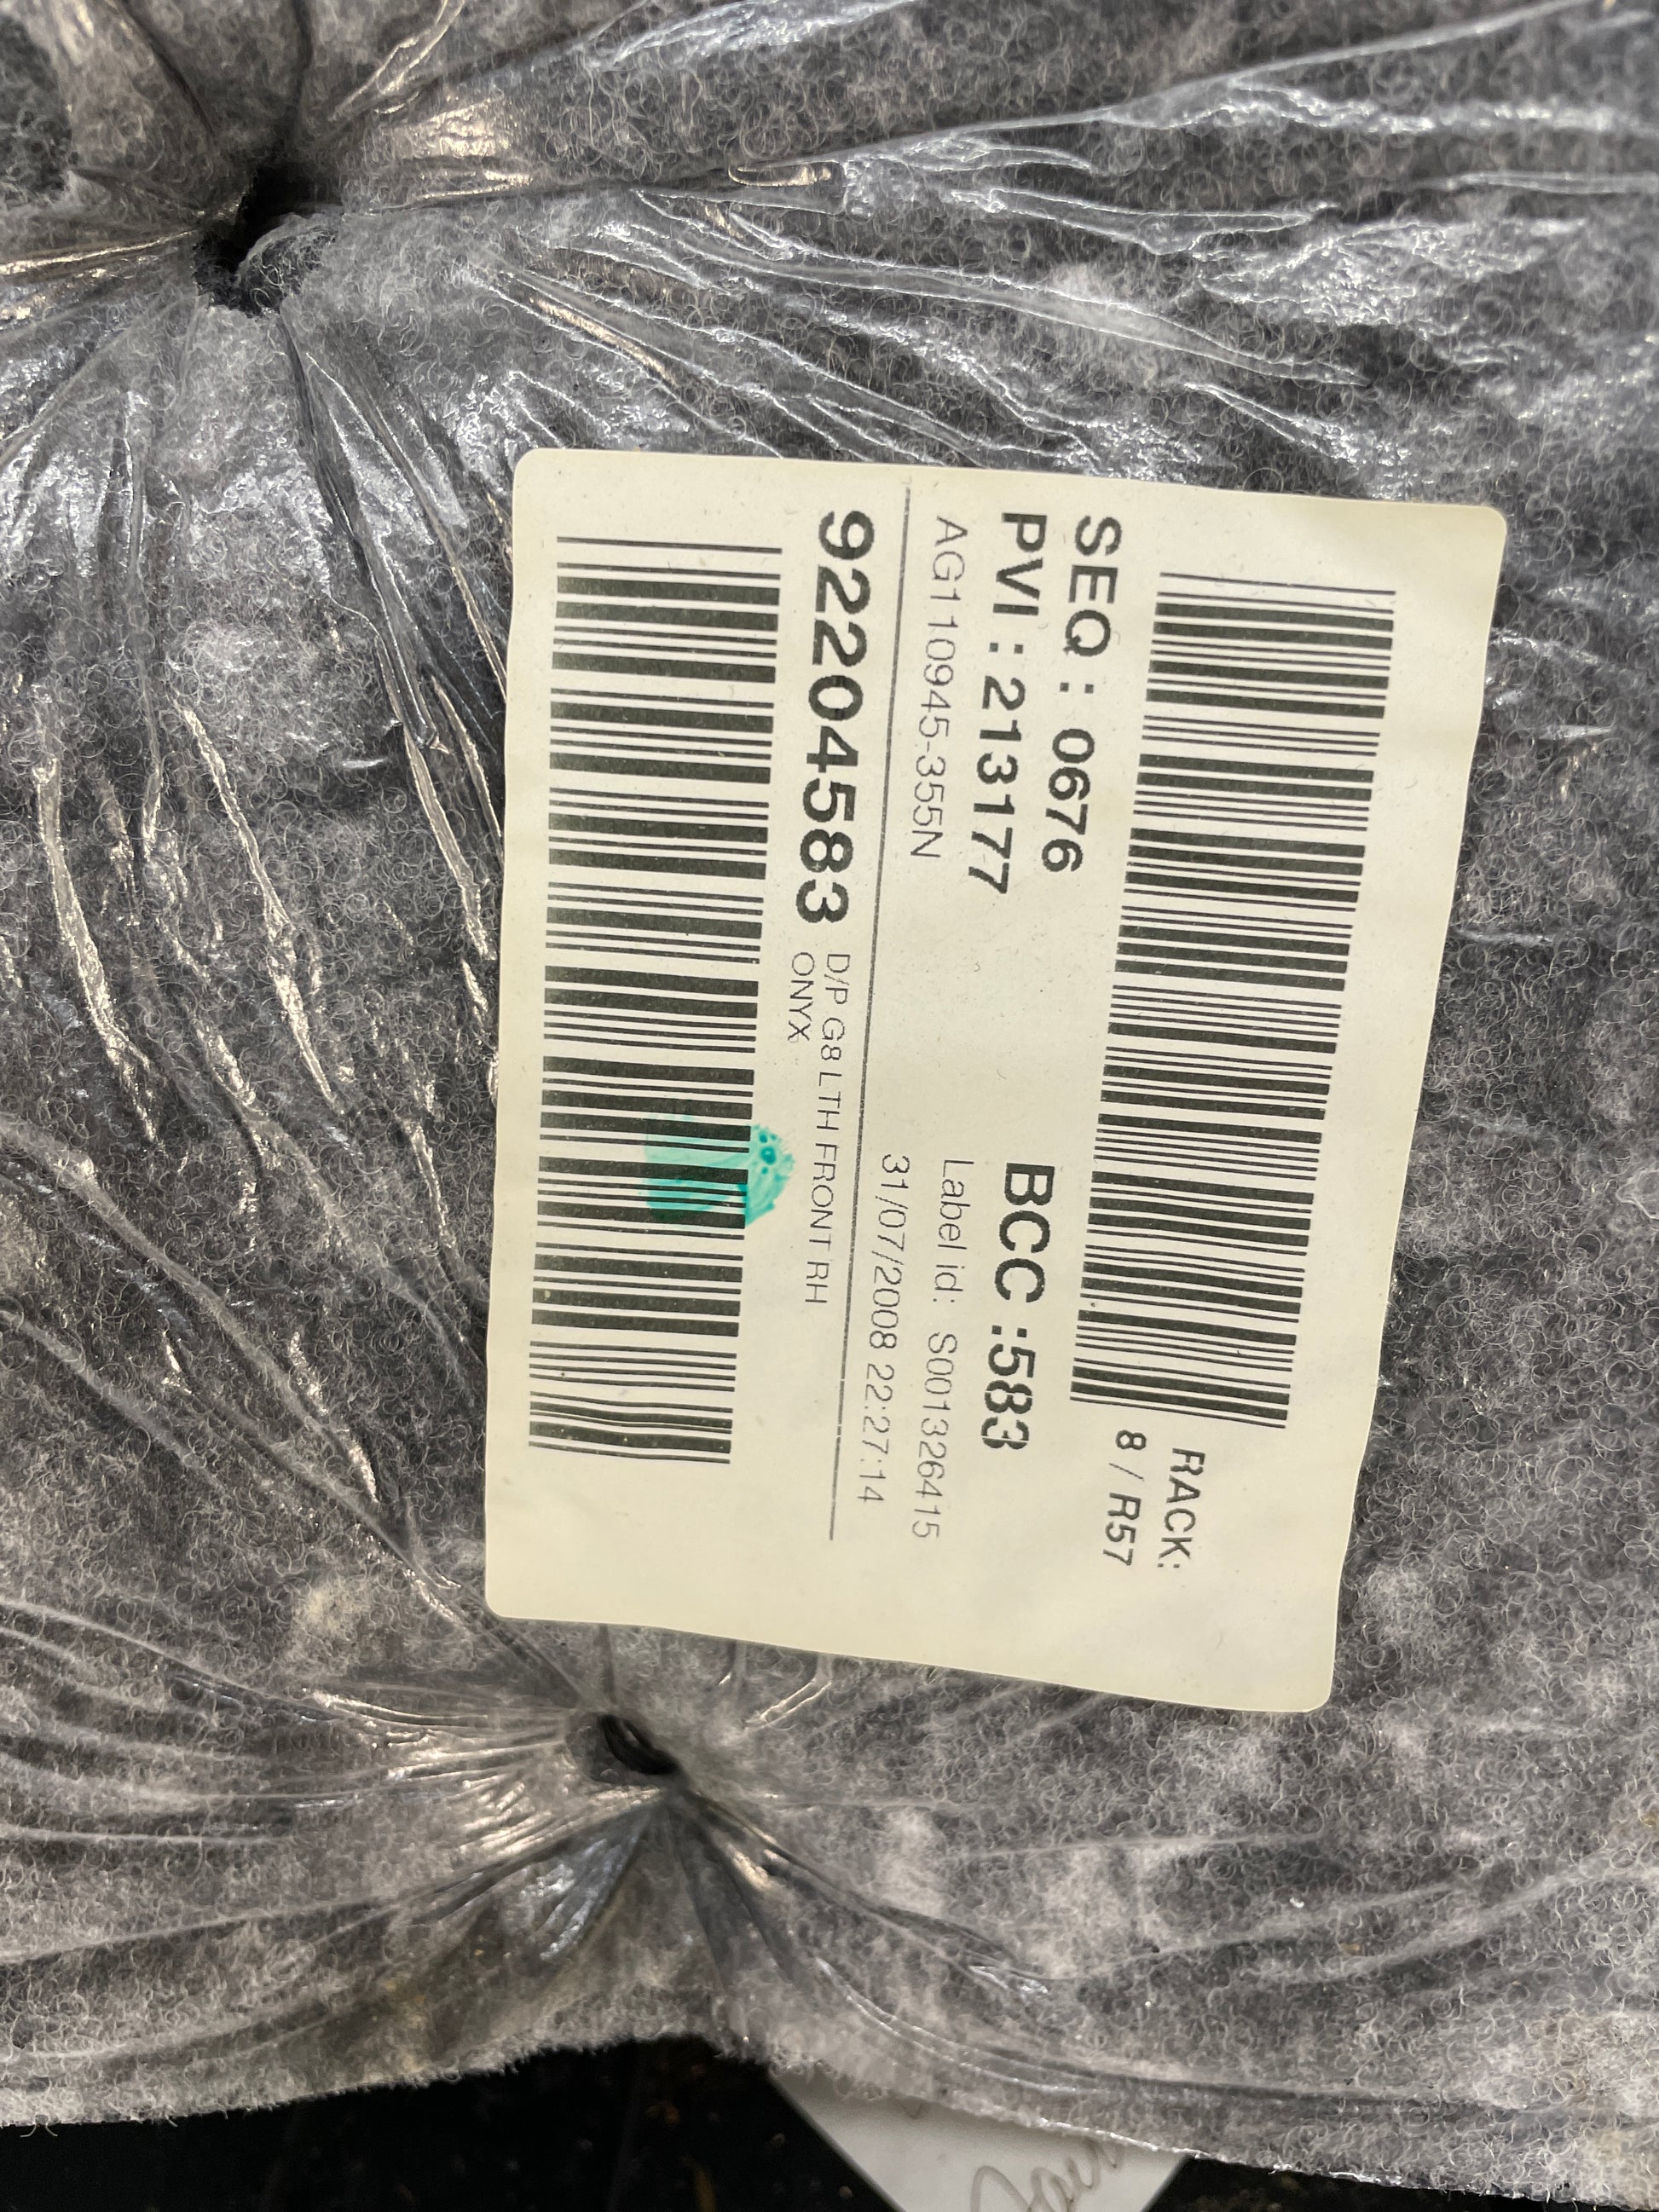 RACK:
8 / R57
SEQ : 0676
PVI : 213177
BCC :583
AG110945-355N
Label id: S001326415
31/07/2008 22:27:14
92204583
D/P G8 LTH FRONT RH
ONYX